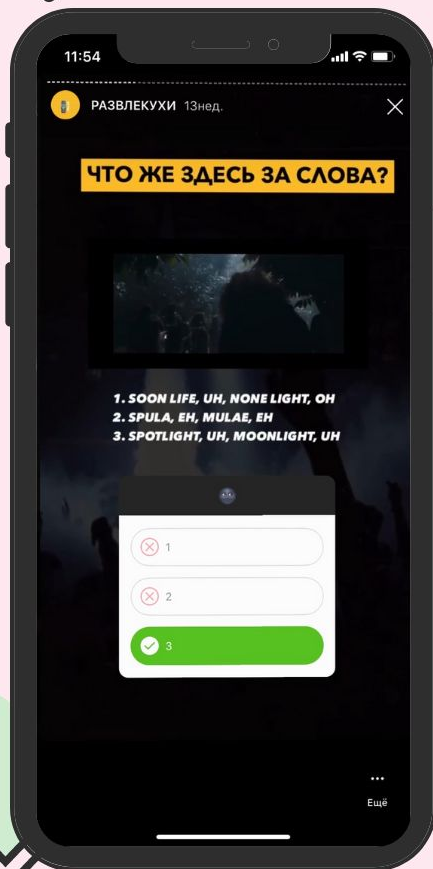 11:54
РАЗВЛЕКУХИ 13нед.
ЧТО ЖЕ ЗДЕСЬ ЗА СЛОВА?
1. SOON LIFE, UH, NONE LIGHT, OH
2. SPULA, EH, MULAE, EH
3. SPOTLIGHT, UH, MOONLIGHT, UH
1
2
3
Ещё